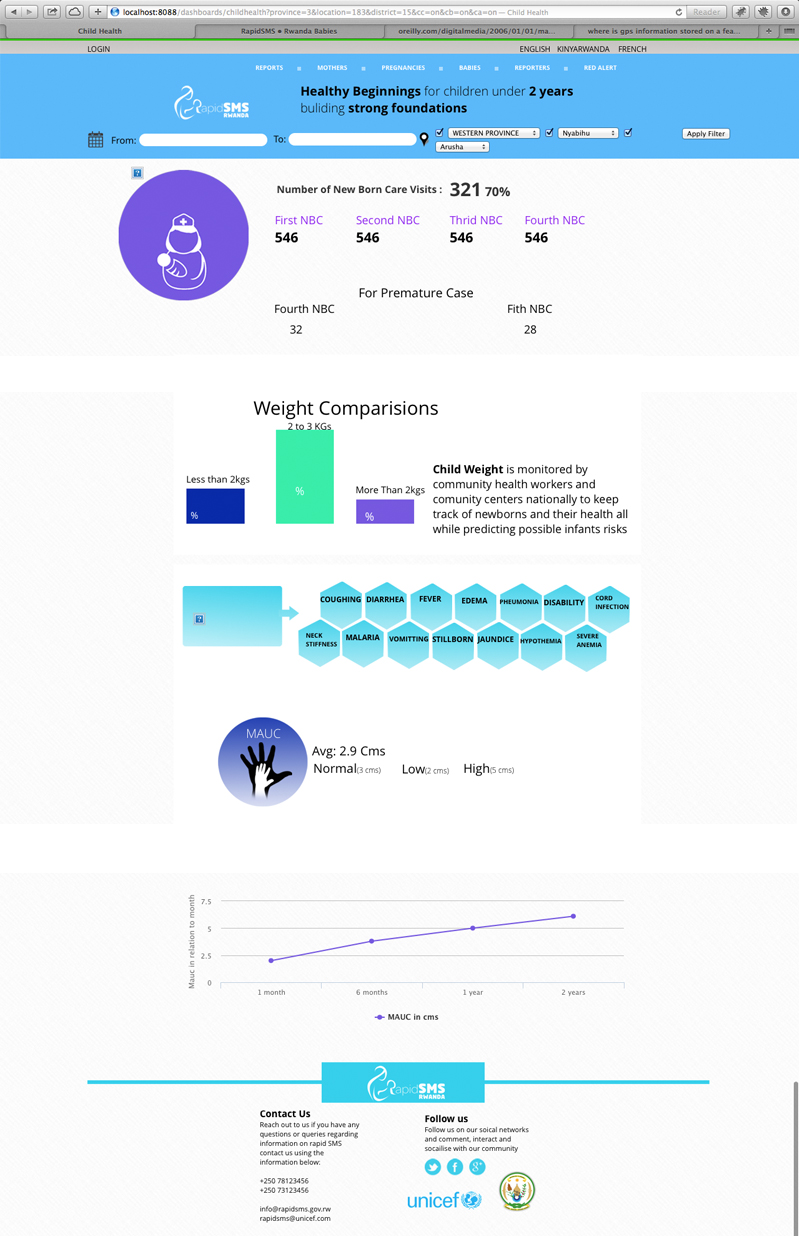 localhost:8088/dashboards/childhealth?province=3&location=183&district=15&cc=on&cb=on&ca=on — Child Health
Reader
Child Health
RapidSMS ● Rwanda Babies
oreilly.com/digitalmedia/2006/01/01/ma...
where is gps information stored on a fea...
LOGIN
ENGLISH KINYARWANDA FRENCH
REPORTS MOTHERS PREGNANCIES BABIES REPORTERS RED ALERT
RapidSMS
RWANDA
Healthy Beginnings for children under 2 years
buliding strong foundations
From: To: WESTERN PROVINCE Nyabihu Apply Filter
Arusha
?
Number of New Born Care Visits : 321 70%
First NBC Second NBC Thrid NBC Fourth NBC
546 546 546 546
For Premature Case
Fourth NBC Fith NBC
32 28
Weight Comparisions
2 to 3 KGs
Less than 2kgs
More Than 2kgs
%
%
%
Child Weight is monitored by
community health workers and
comunity centers nationally to keep
track of newborns and their health all
while predicting possible infants risks
?
COUGHING DIARRHEA FEVER EDEMA PHEUMONIA DISABILITY CORD
INFECTION
NECK
STIFFNESS
MALARIA VOMITTING STILLBORN JAUNDICE HYPOTHEMIA SEVERE
ANEMIA
MAUC
Avg: 2.9 Cms
Normal(3 cms) Low(2 cms) High(5 cms)
Mauc in relation to month
7.5
5
2.5
0
1 month 6 months 1 year 2 years
MAUC in cms
RapidSMS
RWANDA
Contact Us
Reach out to us if you have any
questions or queries regarding
information on rapid SMS
contact us using the
information below:
+250 78123456
+250 73123456
info@rapidsms.gov.rw
rapidsms@unicef.com
Follow us
Follow us on our soical networks
and comment, interact and
socailise with our community
unicef